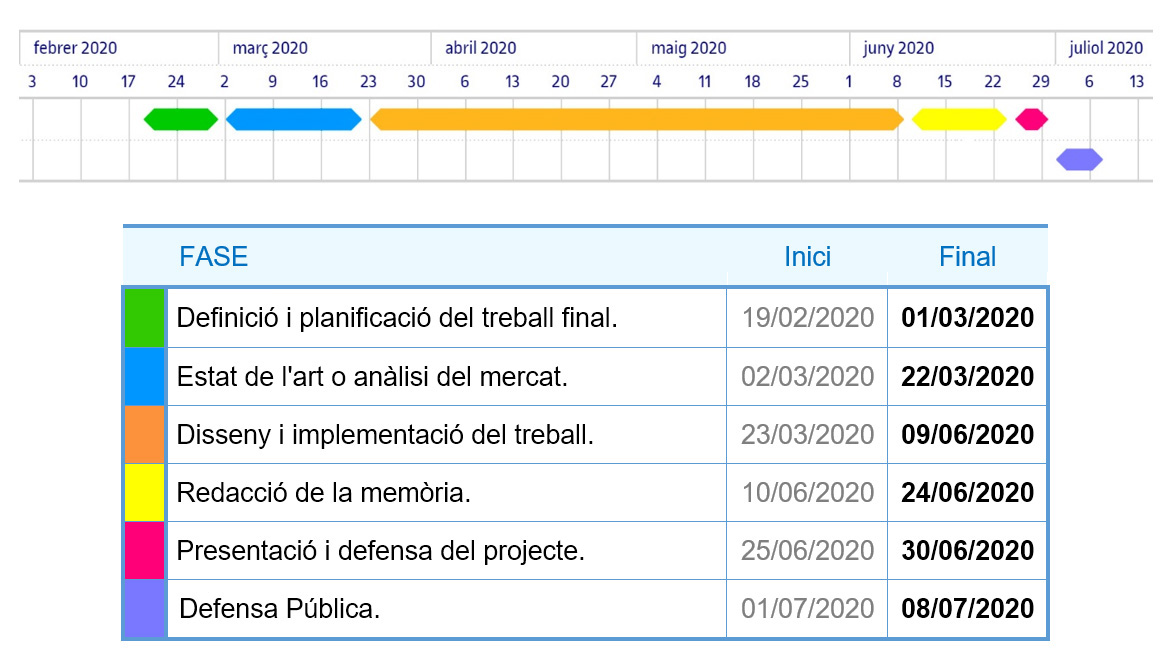 febrer 2020 març 2020 abril 2020 maig 2020 juny 2020 juliol 2020
3 10 17 24 2 9 16 23 30 6 13 20 27 4 11 18 25 1 8 15 22 29 6 13
FASE Inici Final
Definició i planificació del treball final. 19/02/2020 01/03/2020
Estat de l'art o anàlisi del mercat. 02/03/2020 22/03/2020
Disseny i implementació del treball. 23/03/2020 09/06/2020
Redacció de la memòria. 10/06/2020 24/06/2020
Presentació i defensa del projecte. 25/06/2020 30/06/2020
Defensa Pública. 01/07/2020 08/07/2020